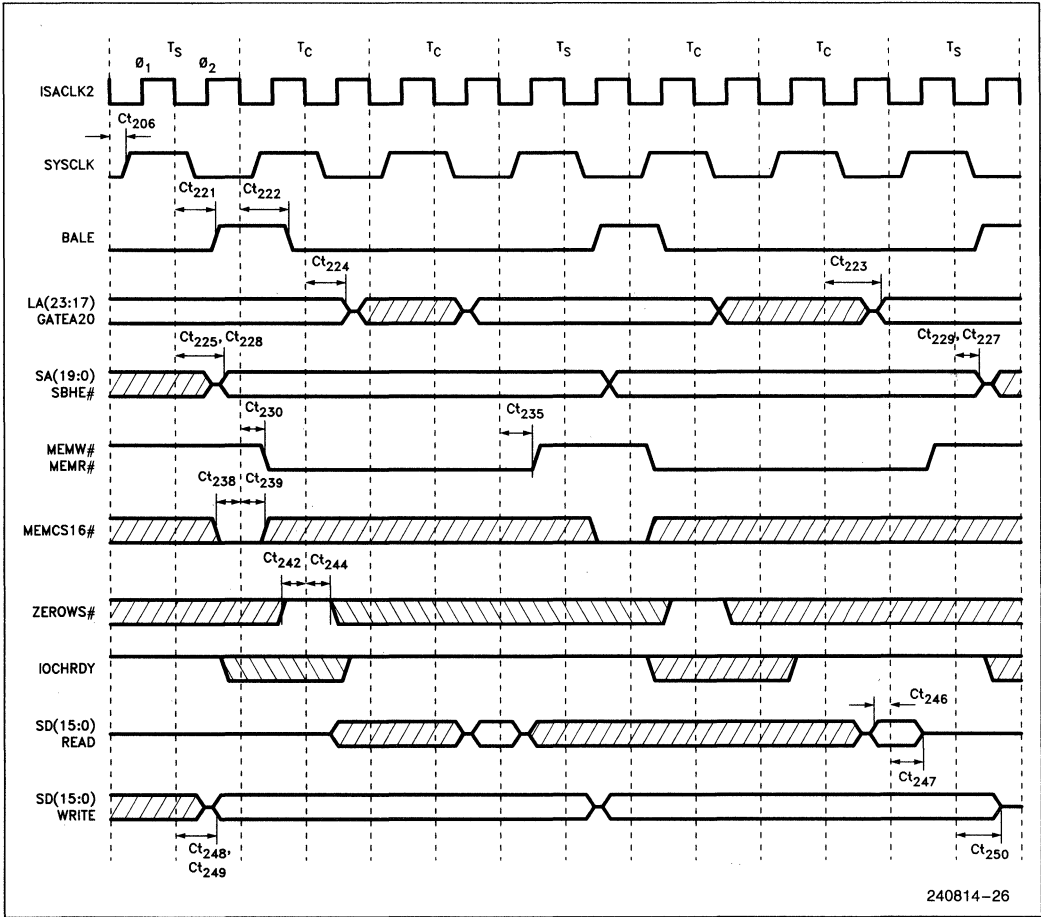 TS TC TC TS TC TC TS
Ø1 Ø2
ISACLK2
Ct206
SYSCLK
Ct221 Ct222
BALE
Ct224 Ct223
LA(23:17)
GATEA20
Ct225, Ct228 Ct229, Ct227
SA(19:0)
SBHE#
Ct230 Ct235
MEMW#
MEMR#
Ct238 Ct239
MEMCS16#
Ct242 Ct244
ZEROWS#
IOCHRDY
Ct246
SD(15:0)
READ
Ct247
SD(15:0)
WRITE
Ct248,
Ct249
Ct250
240814-26